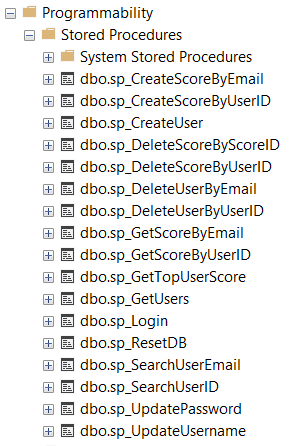 Programmability
Stored Procedures
System Stored Procedures
dbo.sp_CreateScoreByEmail
dbo.sp_CreateScoreByUserID
dbo.sp_CreateUser
dbo.sp_DeleteScoreByScoreID
dbo.sp_DeleteScoreByUserID
dbo.sp_DeleteUserByEmail
dbo.sp_DeleteUserByUserID
dbo.sp_GetScoreByEmail
dbo.sp_GetScoreByUserID
dbo.sp_GetTopUserScore
dbo.sp_GetUsers
dbo.sp_Login
dbo.sp_ResetDB
dbo.sp_SearchUserEmail
dbo.sp_SearchUserID
dbo.sp_UpdatePassword
dbo.sp_UpdateUsername